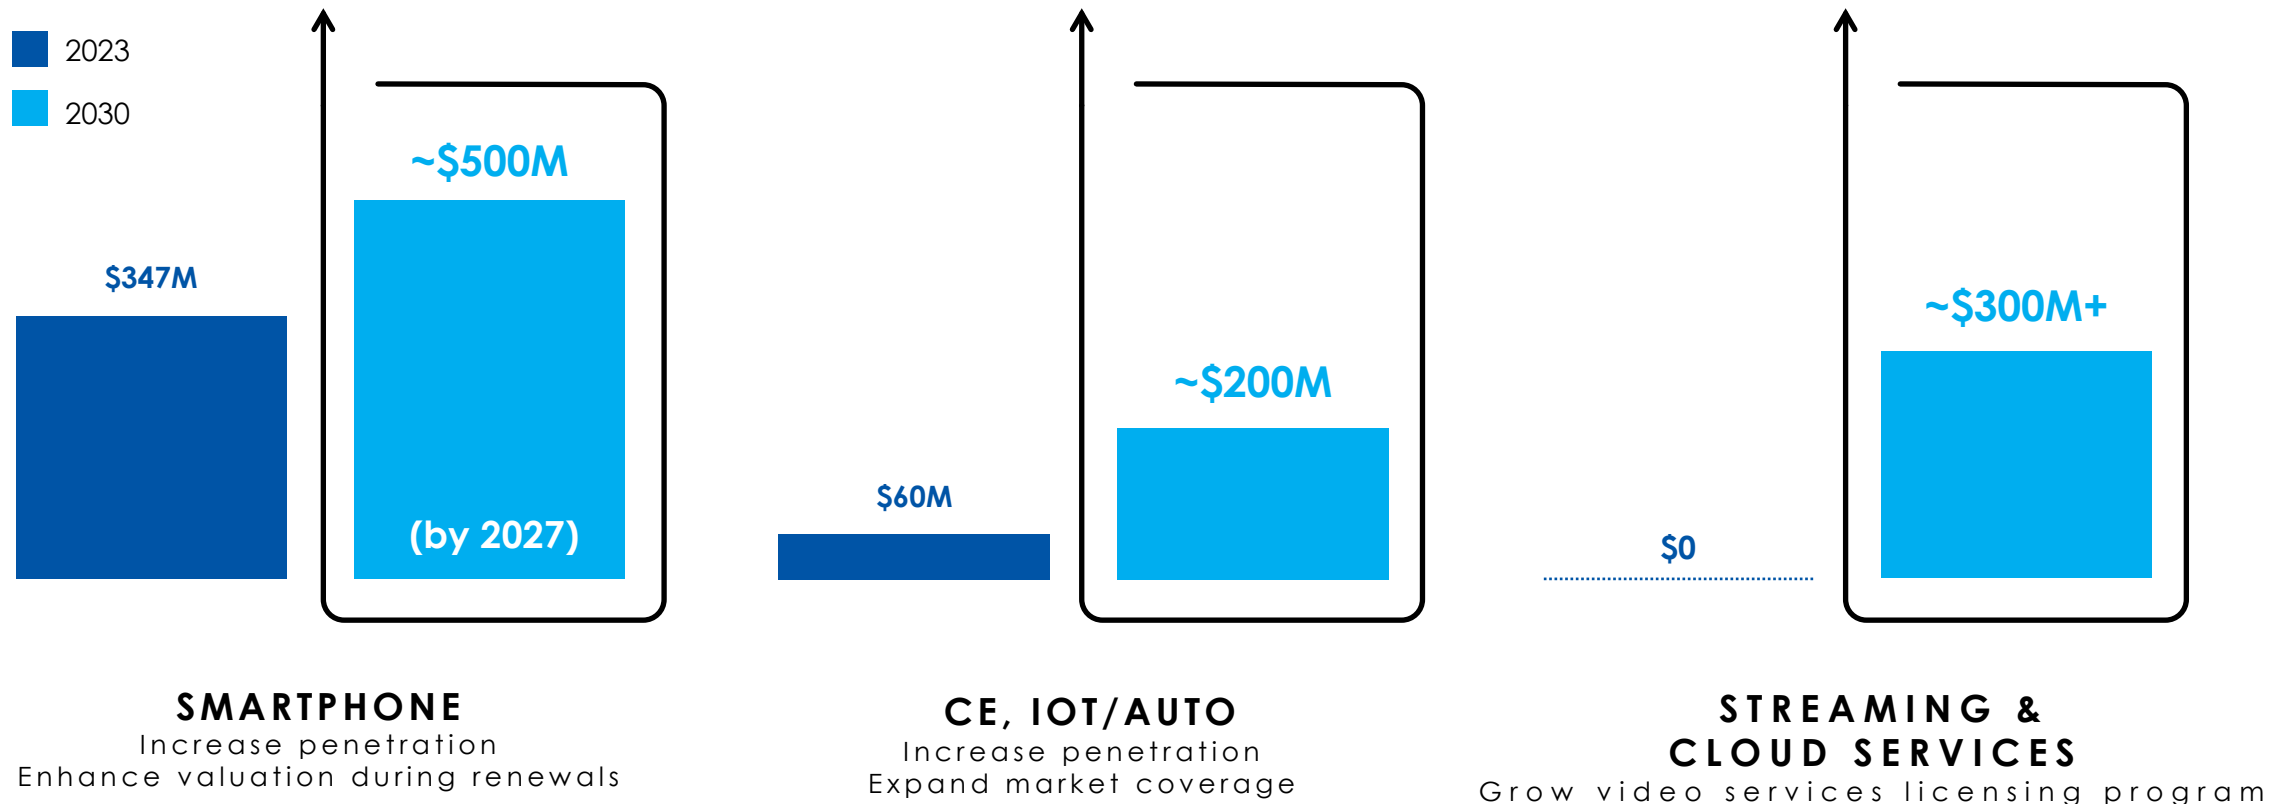 2023
2030
~$500M
$347M
(by 2027)
SMARTPHONE
Increase penetration
Enhance valuation during renewals
~$200M
$60M
CE, IOT/AUTO
Increase penetration
Expand market coverage
~$300M+
$0
STREAMING &
CLOUD SERVICES
Grow video services licensing program